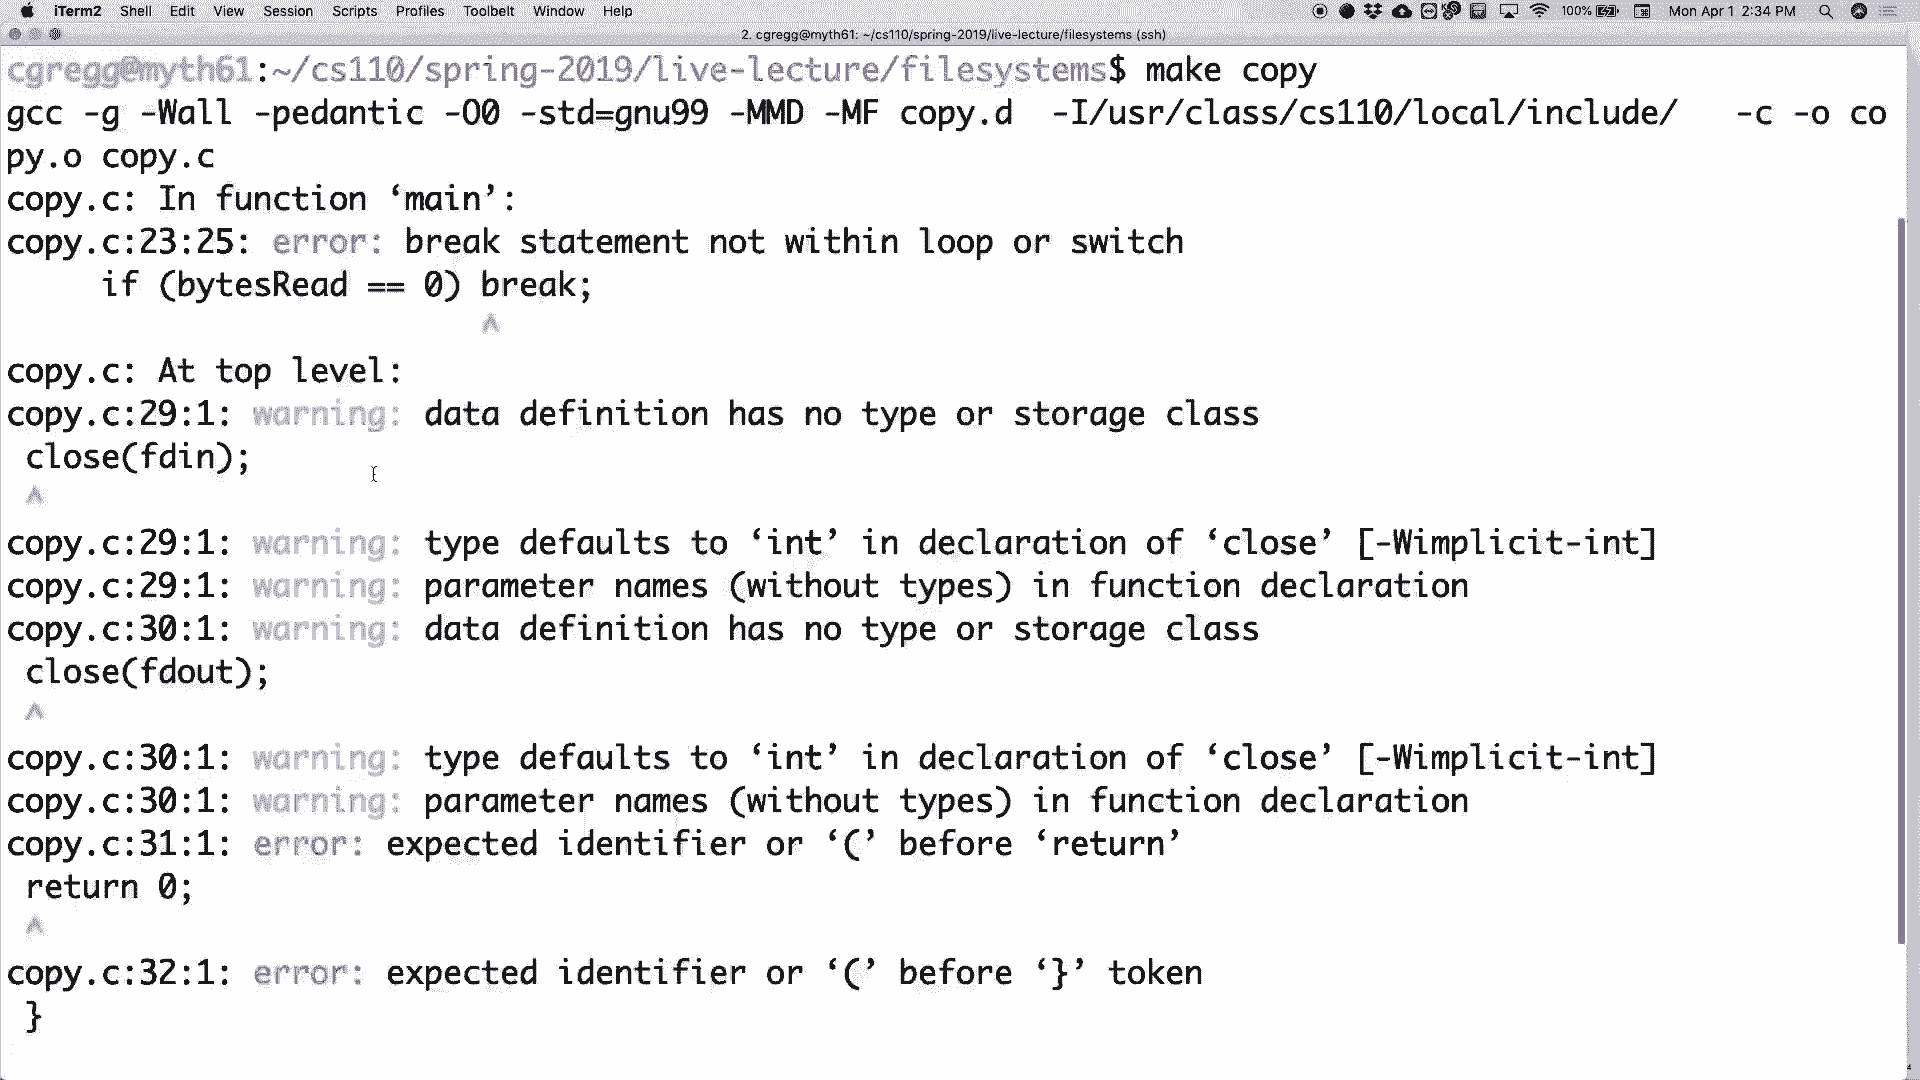 iTerm2 Shell Edit View Session Scripts Profiles Toolbelt Window Help 100% Mon Apr 1 2:34 PM
2. cgregg@myth61: ~/cs110/spring-2019/live-lecture/filesystems (ssh)
cgregg@myth61:~/cs110/spring-2019/live-lecture/filesystems$ make copy
gcc -g -Wall -pedantic -O0 -std=gnu99 -MMD -MF copy.d  -I/usr/class/cs110/local/include/   -c -o co
py.o copy.c
copy.c: In function ‘main’:
copy.c:23:25: error: break statement not within loop or switch
     if (bytesRead == 0) break;
                         ^
copy.c: At top level:
copy.c:29:1: warning: data definition has no type or storage class
 close(fdin);
 ^
copy.c:29:1: warning: type defaults to ‘int’ in declaration of ‘close’ [-Wimplicit-int]
copy.c:29:1: warning: parameter names (without types) in function declaration
copy.c:30:1: warning: data definition has no type or storage class
 close(fdout);
 ^
copy.c:30:1: warning: type defaults to ‘int’ in declaration of ‘close’ [-Wimplicit-int]
copy.c:30:1: warning: parameter names (without types) in function declaration
copy.c:31:1: error: expected identifier or ‘(’ before ‘return’
 return 0;
 ^
copy.c:32:1: error: expected identifier or ‘(’ before ‘}’ token
 }